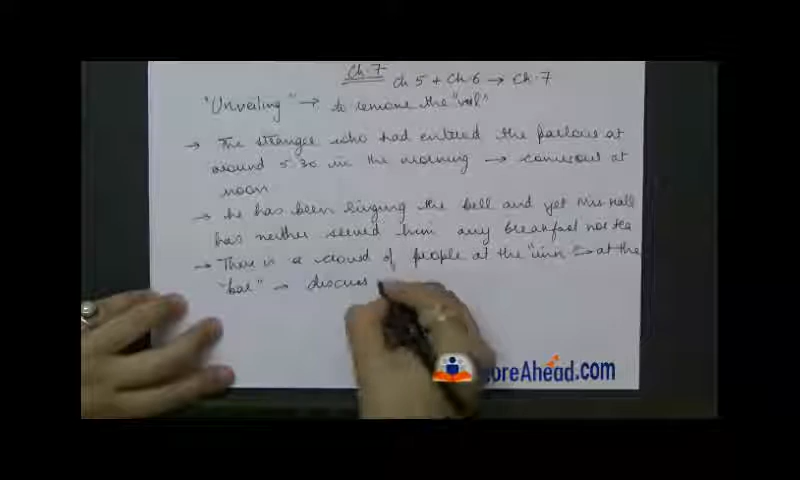 Ch.7
Ch 5 + Ch.6 → Ch.7
"Unveiling" → to remove the "veil"
→ The stranger who had entered the parlour at
around 5.30 in the morning → comes out at
noon
→ he has been ringing the bell and yet Mrs Hall
has neither served him any breakfast nor tea
→ There is a crowd of people at the "inn → at the
"bar" → discuss
oreAhead.com